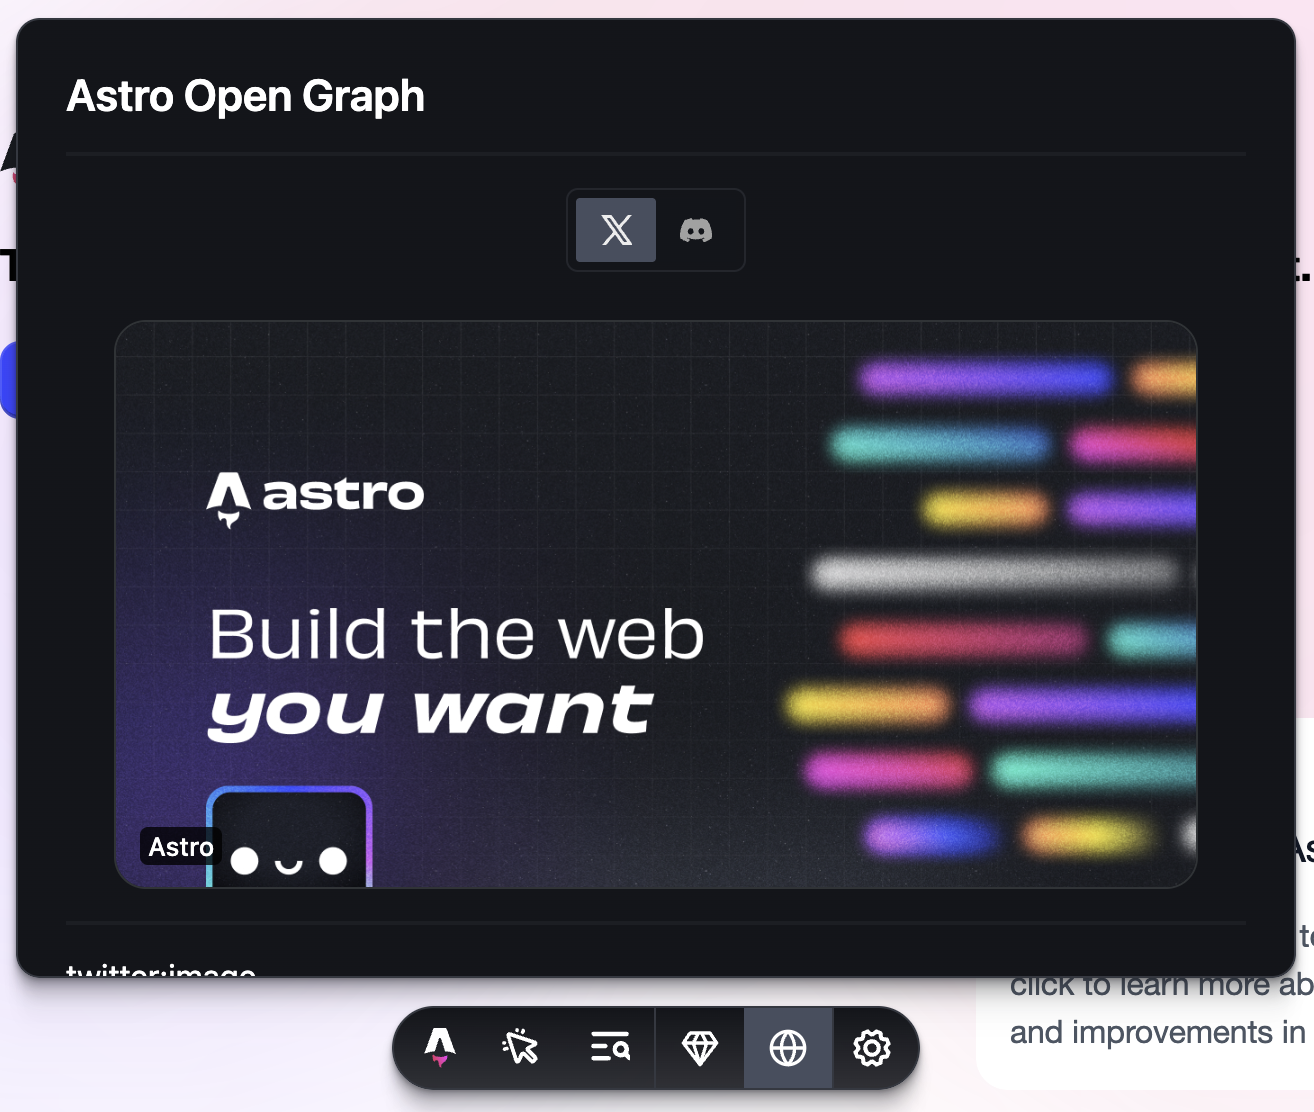 Astro Open Graph
astro
Build the web
you want
Astro
twitter:image
click to learn more ab
and improvements in